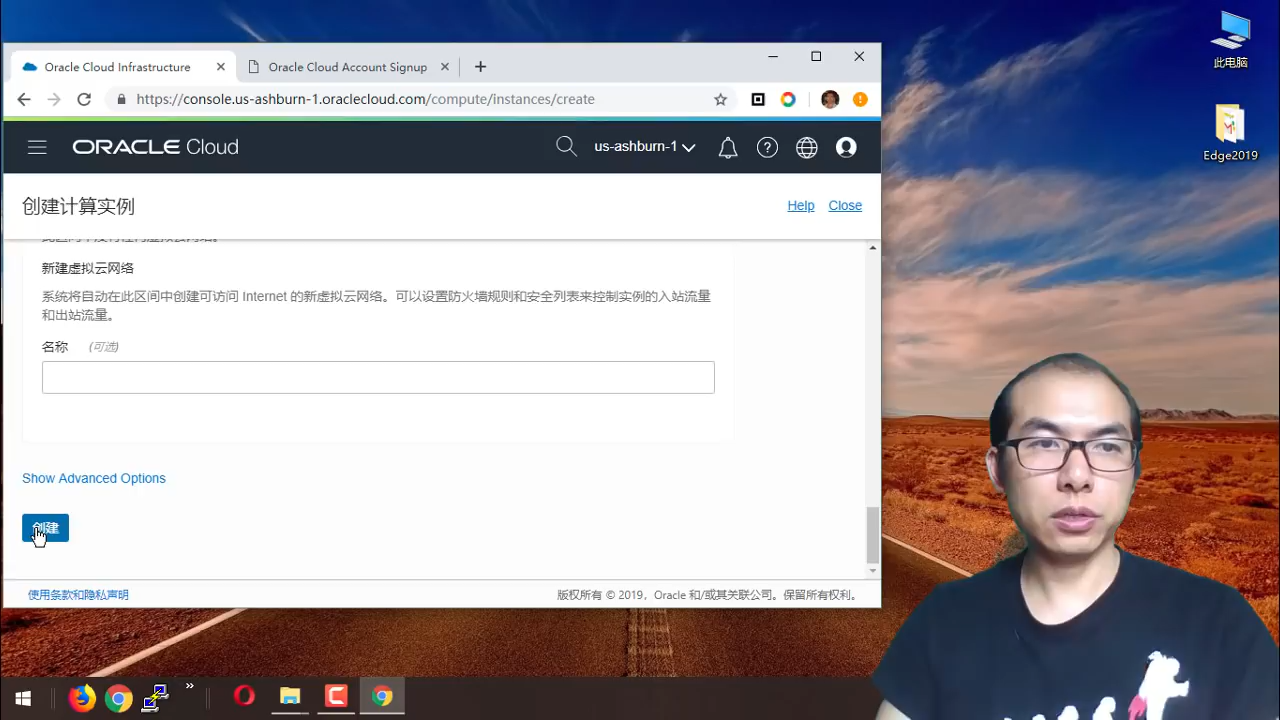 此电脑
Edge2019
Oracle Cloud Infrastructure
Oracle Cloud Account Signup
https://console.us-ashburn-1.oraclecloud.com/compute/instances/create
ORACLE Cloud
us-ashburn-1
创建计算实例
Help
Close
新建虚拟云网络
系统将自动在此区间中创建可访问 Internet 的新虚拟云网络。可以设置防火墙规则和安全列表来控制实例的入站流量
和出站流量。
名称 (可选)
Show Advanced Options
创建
使用条款和隐私声明
版权所有 © 2019，Oracle 和/或其关联公司。保留所有权利。